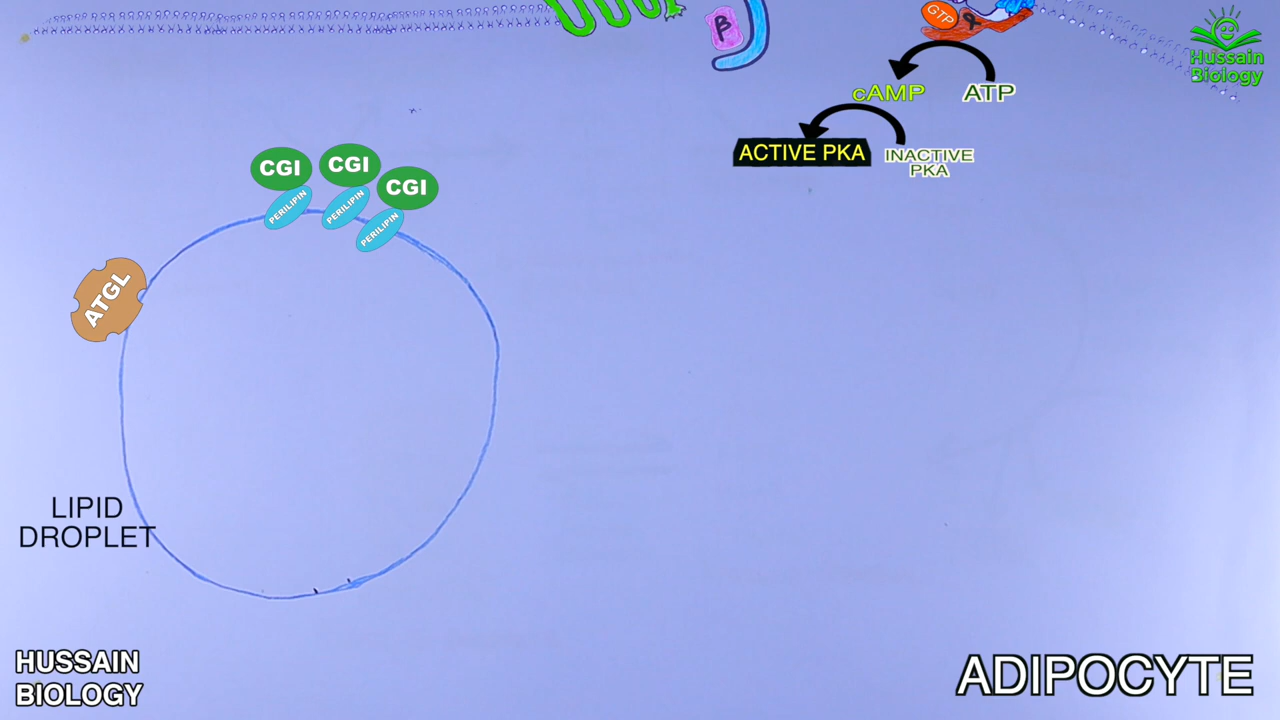 β
GTP
α
Hussain
Biology
cAMP
ATP
ACTIVE PKA
INACTIVE
PKA
CGI
CGI
CGI
PERILIPIN
PERILIPIN
PERILIPIN
ATGL
LIPID
DROPLET
HUSSAIN
BIOLOGY
ADIPOCYTE